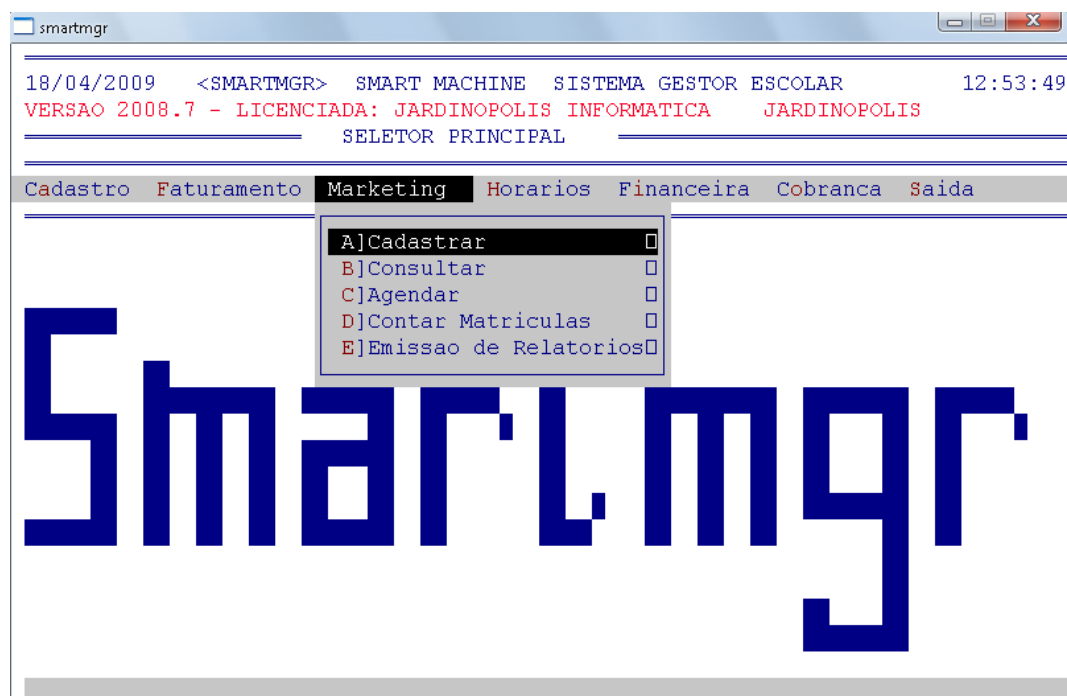 smartmgr
18/04/2009 <SMARTMGR> SMART MACHINE SISTEMA GESTOR ESCOLAR 12:53:49
VERSAO 2008.7 - LICENCIADA: JARDINOPOLIS INFORMATICA JARDINOPOLIS
SELETOR PRINCIPAL
Cadastro Faturamento Marketing Horarios Financeira Cobranca Saida
A]Cadastrar
B]Consultar
C]Agendar
D]Contar Matriculas
E]Emissao de Relatorios
Smartmgr